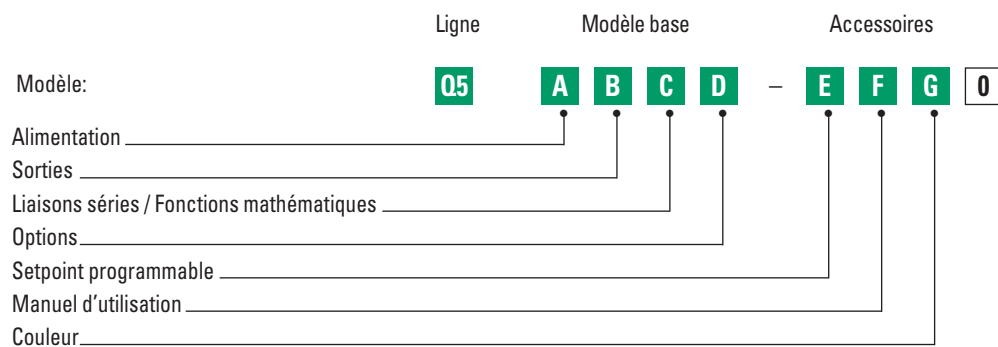 Ligne Modèle base Accessoires
Modèle: Q5 A B C D – E F G 0
Alimentation
Sorties
Liaisons séries / Fonctions mathématiques
Options
Setpoint programmable
Manuel d'utilisation
Couleur